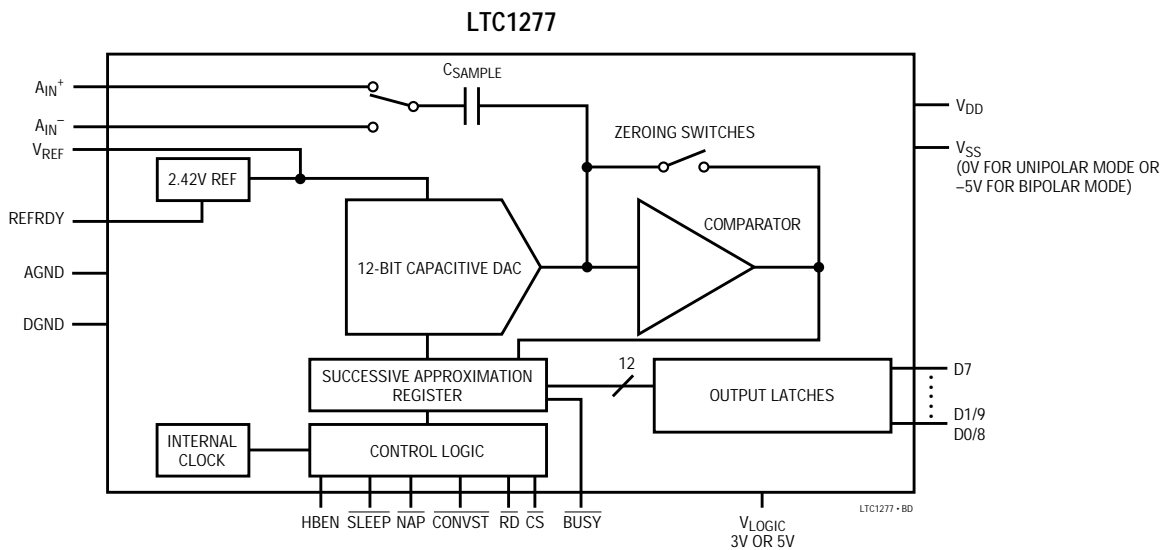 LTC1277
AIN+
CSAMPLE
AIN−
ZEROING SWITCHES
VDD
VREF
VSS
(0V FOR UNIPOLAR MODE OR
–5V FOR BIPOLAR MODE)
2.42V REF
REFRDY
COMPARATOR
12-BIT CAPACITIVE DAC
AGND
DGND
12
SUCCESSIVE APPROXIMATION
REGISTER
OUTPUT LATCHES
D7
D1/9
D0/8
INTERNAL
CLOCK
CONTROL LOGIC
HBEN SLEEP NAP CONVST RD CS BUSY
VLOGIC
3V OR 5V
LTC1277 • BD